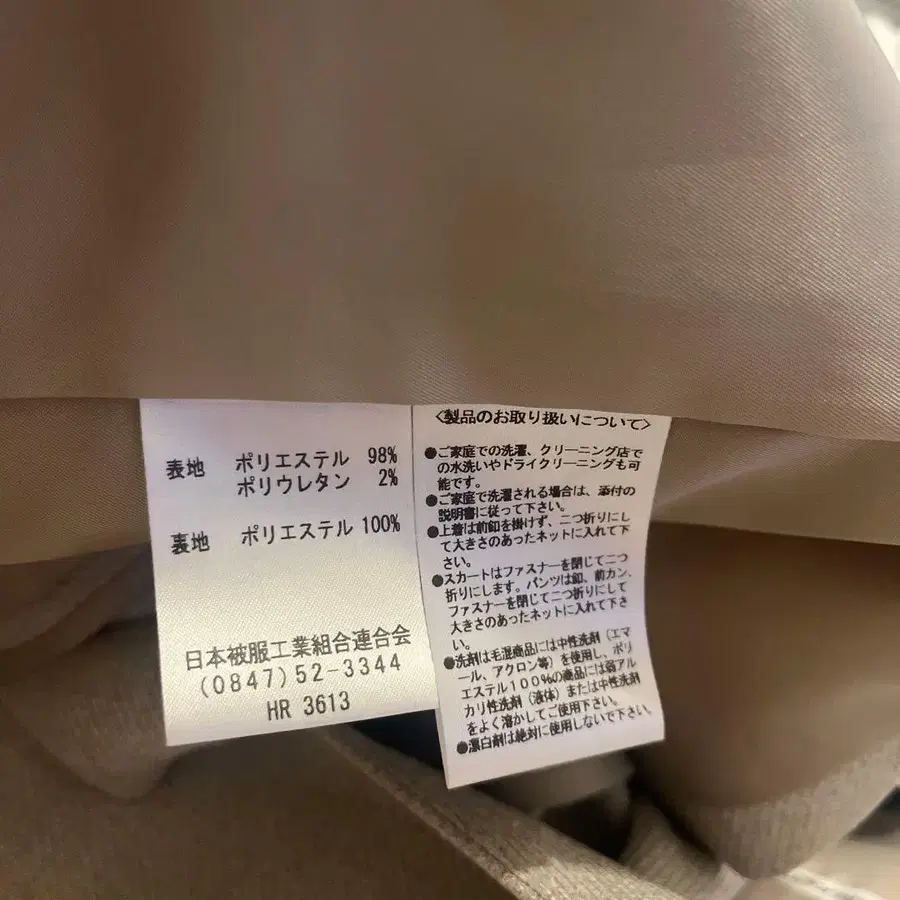 表地 ポリエステル 98%
ポリウレタン 2%
裏地 ポリエステル 100%
日本被服工業組合連合会
(0847)52-3344
HR 3613
<製品のお取り扱いについて>
●ご家庭での洗濯、クリーニング店で
の水洗いやドライクリーニングも可
能です。
●ご家庭で洗濯される場合は、添付の
説明書に従って下さい。
●上着は前釦を掛けず、二つ折りにし
て大きさのあったネットに入れて下
さい。
●スカートはファスナーを閉じて二つ
折りにします。パンツは釦、前カン、
ファスナーを閉じて二つ折りにして
大きさのあったネットに入れて下さ
い。
●洗剤は毛混商品には中性洗剤（エマ
ール、アクロン等）を使用し、ポリ
エステル100%の商品には弱アル
カリ性洗剤（液体）または中性洗剤
をよく溶かしてご使用下さい。
●漂白剤は絶対に使用しないで下さい。